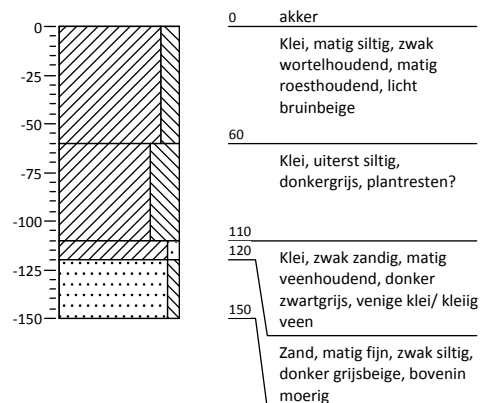 0
-25
-50
-75
-100
-125
-150
0 akker
Klei, matig siltig, zwak
wortelhoudend, matig
roesthoudend, licht
bruinbeige
60
Klei, uiterst siltig,
donkergrijs, plantresten?
110
120
Klei, zwak zandig, matig
veenhoudend, donker
zwartgrijs, venige klei/ kleiig
veen
150
Zand, matig fijn, zwak siltig,
donker grijsbeige, bovenin
moerig